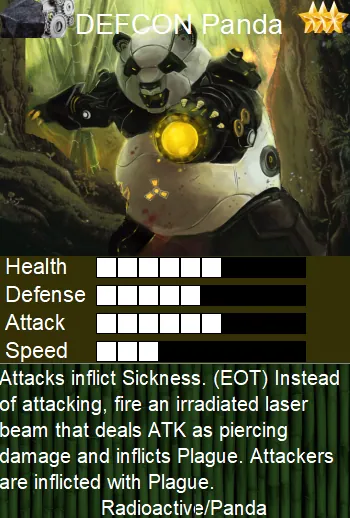 DEFCON Panda
Health
Defense
Attack
Speed
Attacks inflict Sickness. (EOT) Instead
of attacking, fire an irradiated laser
beam that deals ATK as piercing
damage and inflicts Plague. Attackers
are inflicted with Plague.
Radioactive/Panda